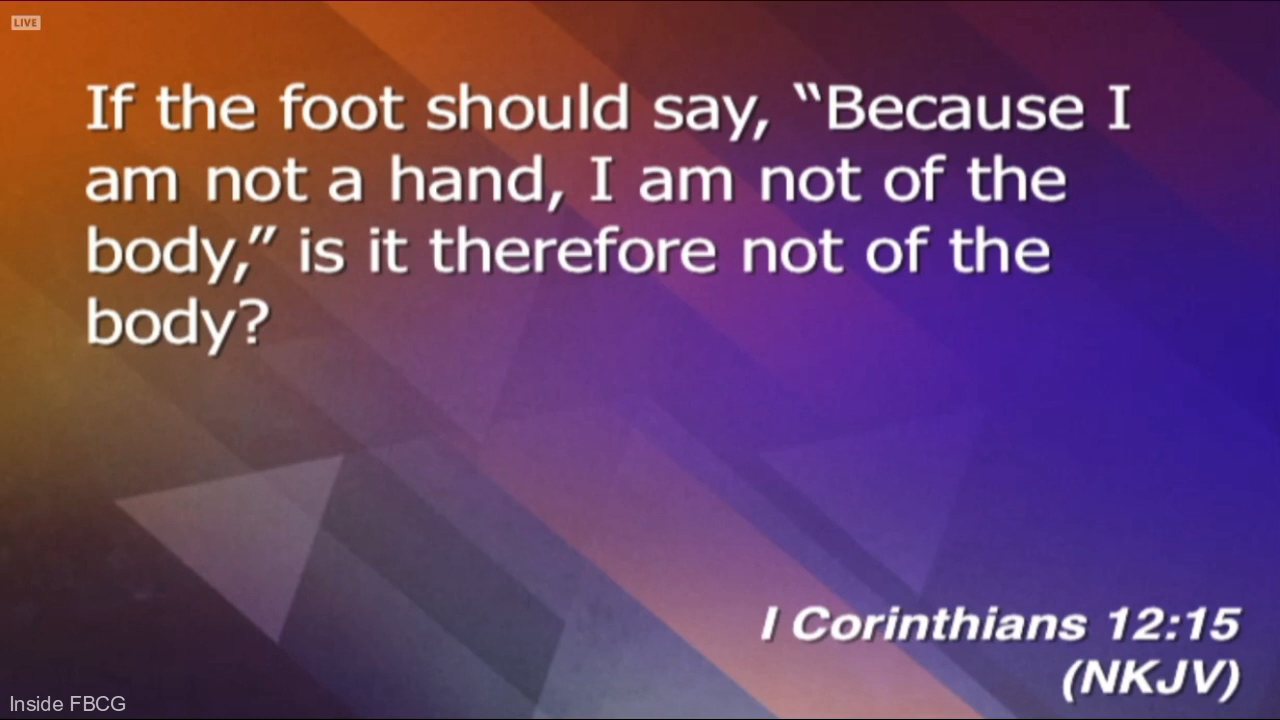 LIVE
If the foot should say, “Because I
am not a hand, I am not of the
body,” is it therefore not of the
body?
I Corinthians 12:15
(NKJV)
Inside FBCG